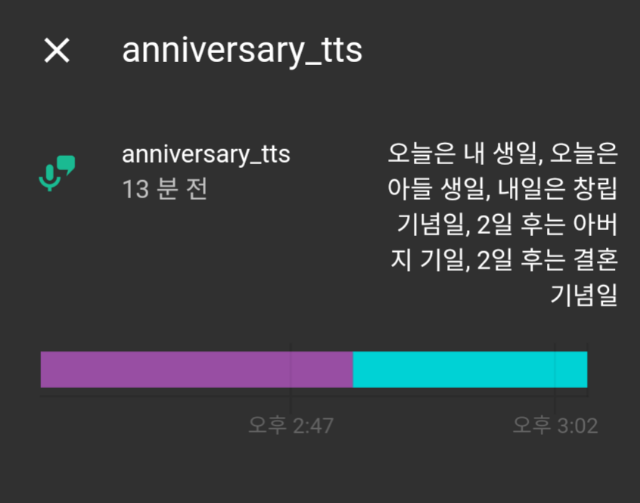 anniversary_tts
anniversary_tts
13 분 전
오늘은 내 생일, 오늘은
아들 생일, 내일은 창립
기념일, 2일 후는 아버
지 기일, 2일 후는 결혼
기념일
오후 2:47
오후 3:02